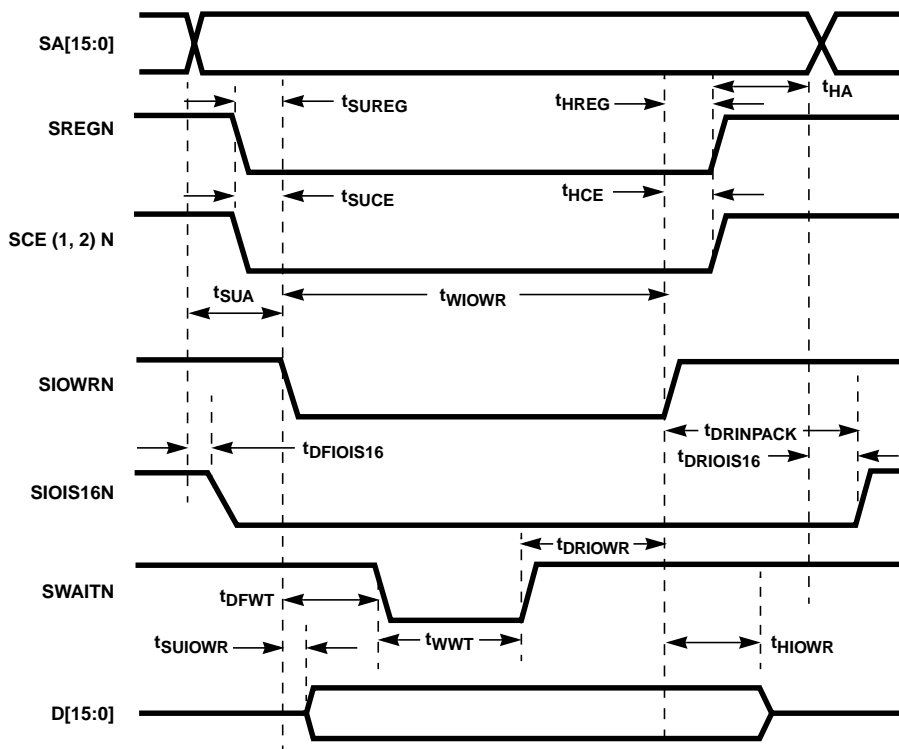 SA[15:0]
tHA
tSUREG
tHREG
SREGN
tSUCE
tHCE
SCE (1, 2) N
tSUA
tWIOWR
SIOWRN
tDRINPACK
tDFIOIS16
tDRIOIS16
SIOIS16N
tDRIOWR
SWAITN
tDFWT
tSUIOWR
tWWT
tHIOWR
D[15:0]